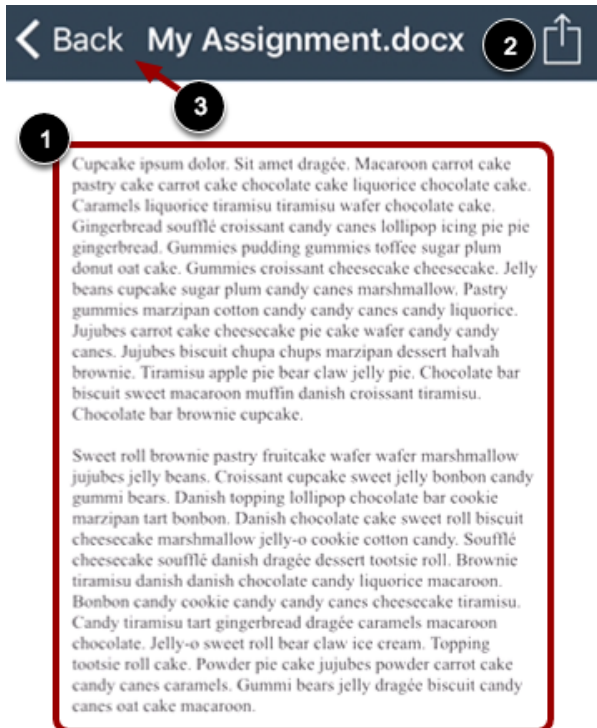 Back My Assignment.docx 2
3
1
Cupcake ipsum dolor. Sit amet dragée. Macaroon carrot cake
pastry cake carrot cake chocolate cake liquorice chocolate cake.
Caramels liquorice tiramisu tiramisu wafer chocolate cake.
Gingerbread soufflé croissant candy canes lollipop icing pie pie
gingerbread. Gummies pudding gummies toffee sugar plum
donut oat cake. Gummies croissant cheesecake cheesecake. Jelly
beans cupcake sugar plum candy canes marshmallow. Pastry
gummies marzipan cotton candy candy canes candy liquorice.
Jujubes carrot cake cheesecake pie cake wafer candy candy
canes. Jujubes biscuit chupa chups marzipan dessert halvah
brownie. Tiramisu apple pie bear claw jelly pie. Chocolate bar
biscuit sweet macaroon muffin danish croissant tiramisu.
Chocolate bar brownie cupcake.
Sweet roll brownie pastry fruitcake wafer wafer marshmallow
jujubes jelly beans. Croissant cupcake sweet jelly bonbon candy
gummi bears. Danish topping lollipop chocolate bar cookie
marzipan tart bonbon. Danish chocolate cake sweet roll biscuit
cheesecake marshmallow jelly-o cookie cotton candy. Soufflé
cheesecake soufflé danish dragée dessert tootsie roll. Brownie
tiramisu danish danish chocolate candy liquorice macaroon.
Bonbon candy cookie candy candy canes cheesecake tiramisu.
Candy tiramisu tart gingerbread dragée caramels macaroon
chocolate. Jelly-o sweet roll bear claw ice cream. Topping
tootsie roll cake. Powder pie cake jujubes powder carrot cake
candy canes caramels. Gummi bears jelly dragée biscuit candy
canes oat cake macaroon.